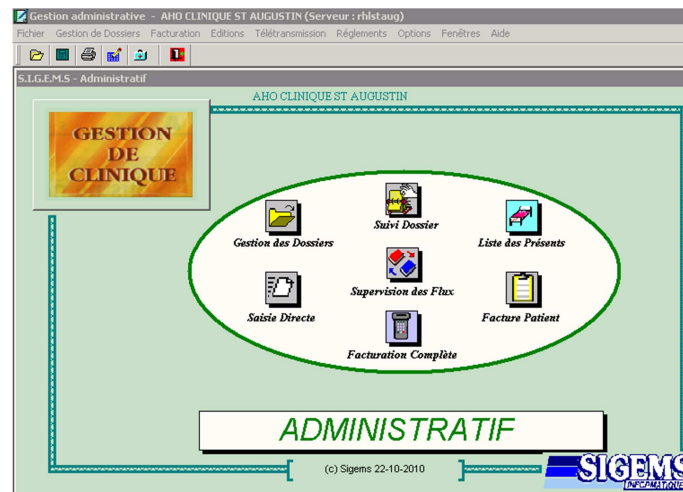 Gestion administrative - AHO CLINIQUE ST AUGUSTIN (Serveur : rhlstaug)
Fichier Gestion de Dossiers Facturation Editions Télétransmission Réglements Options Fenêtres Aide
S.I.G.E.M.S - Administratif
AHO CLINIQUE ST AUGUSTIN
GESTION
DE
CLINIQUE
Suivi Dossier
Gestion des Dossiers
Liste des Présents
Supervision des Flux
Saisie Directe
Facture Patient
Facturation Complète
ADMINISTRATIF
(c) Sigems 22-10-2010
SIGEMS
INFORMATIQUE